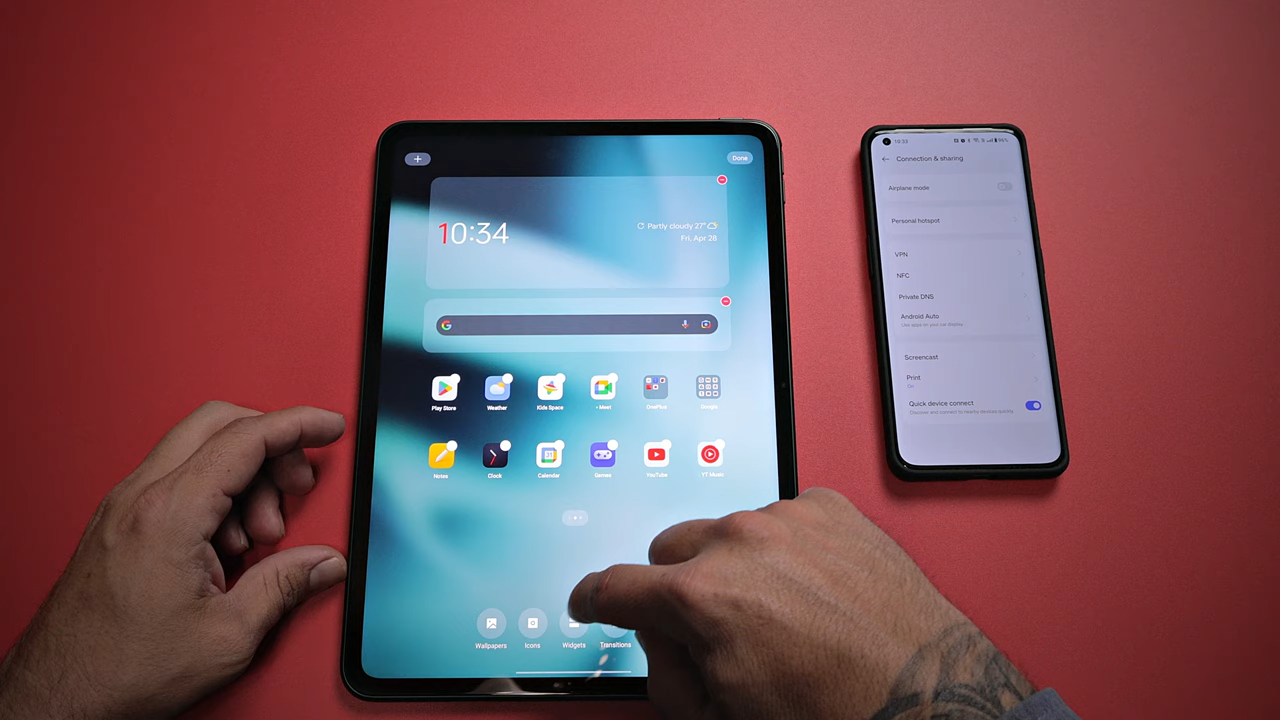 + Done
10:34
Partly cloudy 27°
Fri, Apr 28
Play Store Weather Kids Space Meet OnePlus Google
31
Notes Clock Calendar Games YouTube YT Music
Wallpapers Icons Widgets Transitions
10:33
← Connection & sharing
Airplane mode
Personal hotspot
VPN
NFC
Private DNS
Android Auto
Use apps on your car display
Screencast
Print
On
Quick device connect
Discover and connect to nearby devices quickly